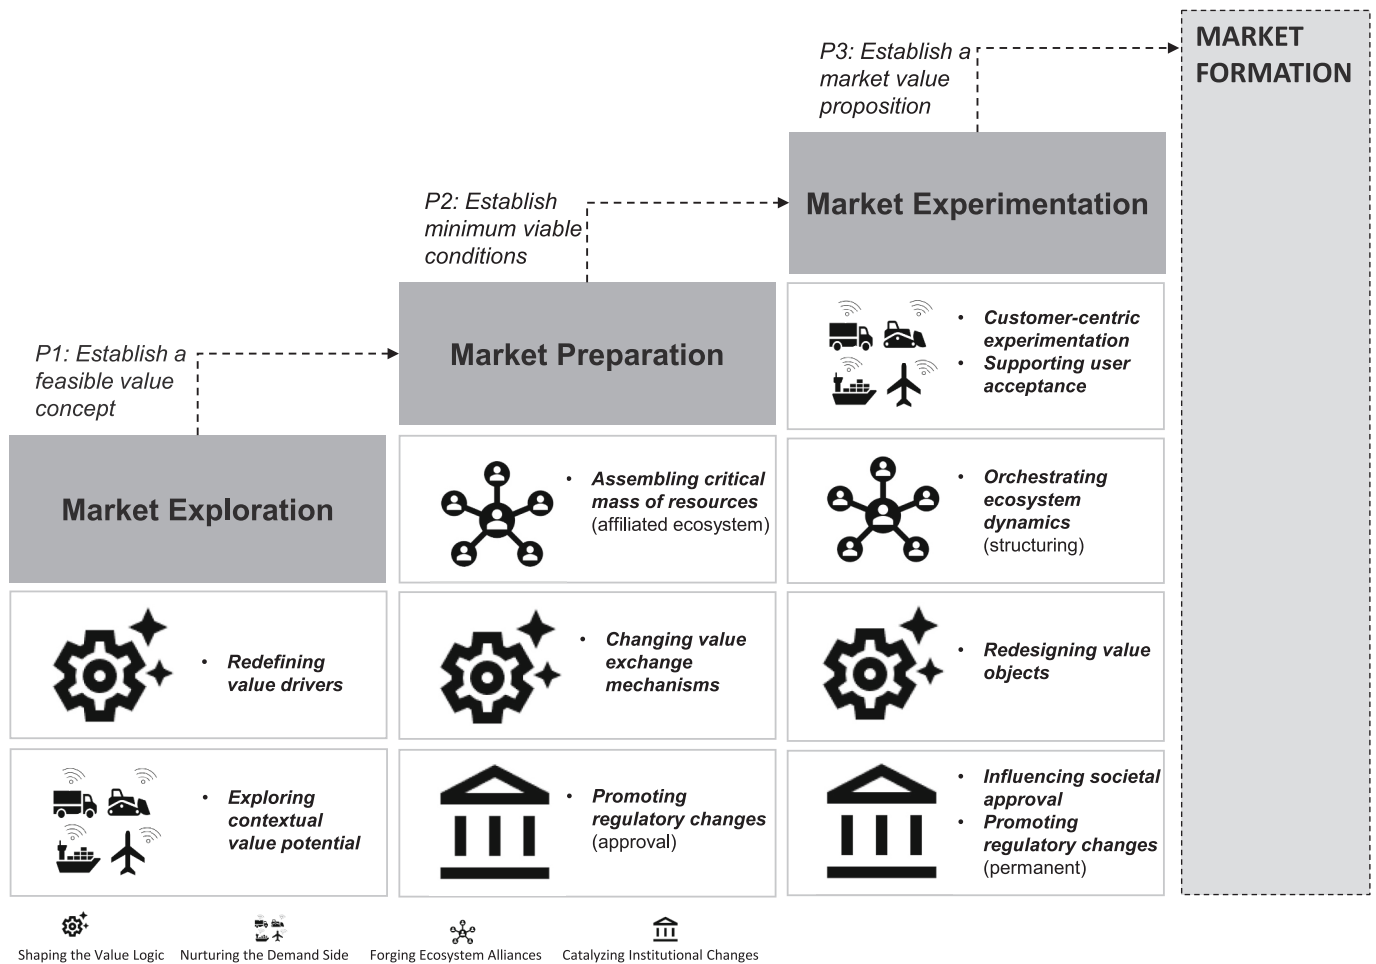 MARKET
FORMATION
P3: Establish a
market value
proposition
Market Experimentation
P2: Establish
minimum viable
conditions
Market Preparation
P1: Establish a
feasible value
concept
Market Exploration
• Redefining
value drivers
• Exploring
contextual
value potential
• Assembling critical
mass of resources
(affiliated ecosystem)
• Changing value
exchange
mechanisms
• Promoting
regulatory changes
(approval)
• Customer-centric
experimentation
• Supporting user
acceptance
• Orchestrating
ecosystem
dynamics
(structuring)
• Redesigning value
objects
• Influencing societal
approval
• Promoting
regulatory changes
(permanent)
Shaping the Value Logic
Nurturing the Demand Side
Forging Ecosystem Alliances
Catalyzing Institutional Changes